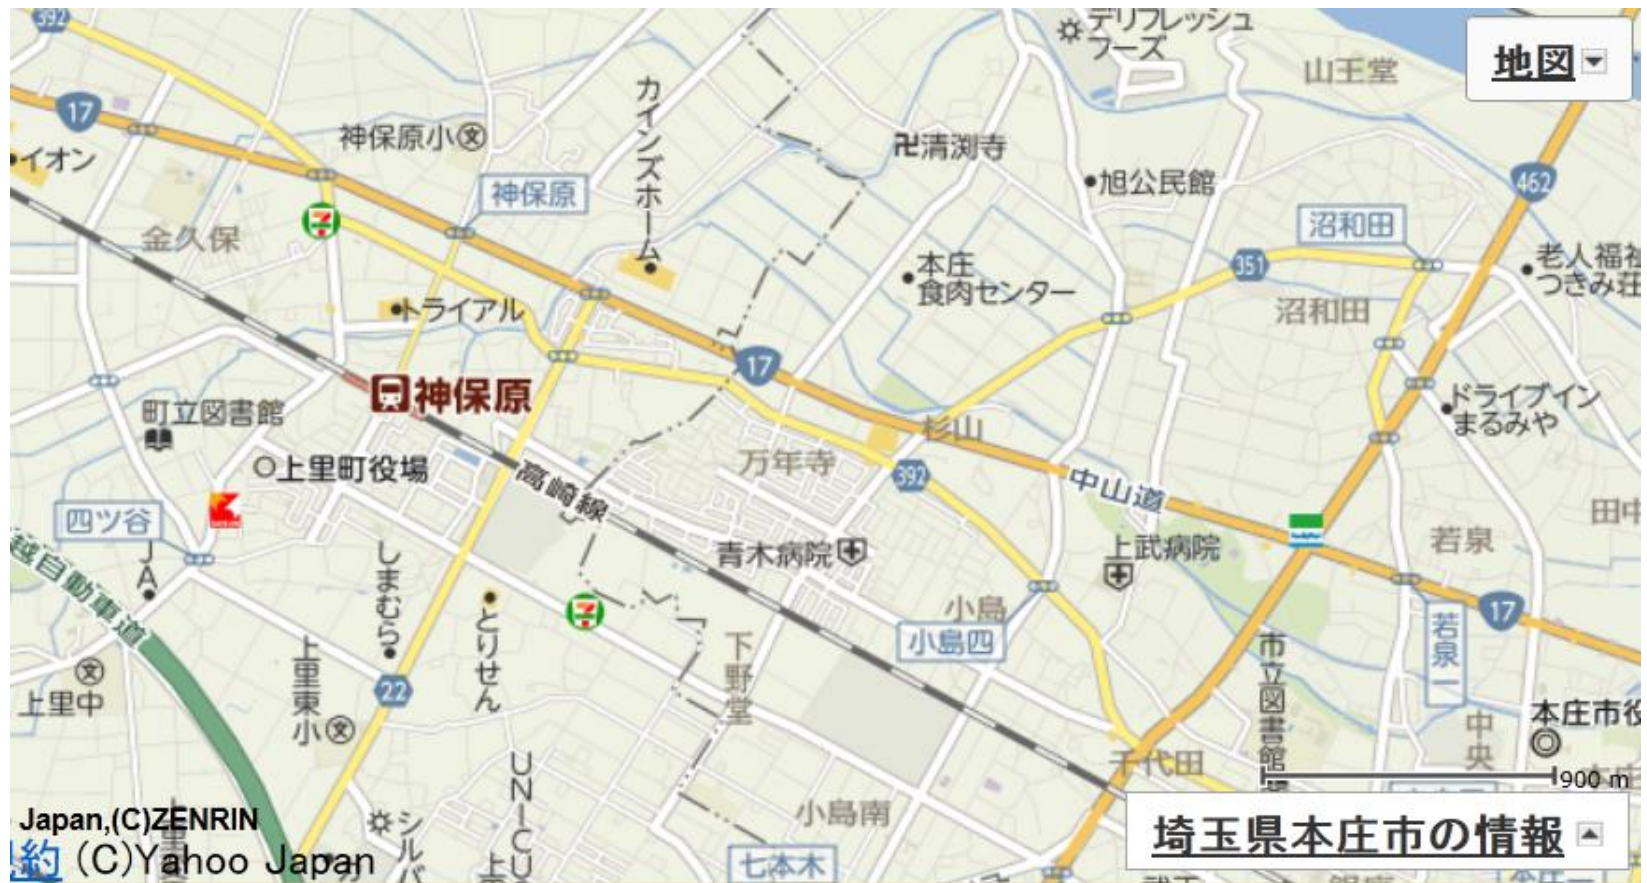 392
デリフレッシュ
フーズ
山王堂
地図
17
神保原小
カインズホーム
卍清渕寺
イオン
神保原
旭公民館
462
金久保
沼和田
351
本庄
食肉センター
老人福祉
つきみ荘
トライアル
沼和田
17
神保原
町立図書館
杉山
ドライブイン
まるみや
上里町役場
万年寺
392
高崎線
中山道
四ツ谷
田中
若泉
青木病院
上武病院
JA
しまむら
越自動車道
とりせん
小島
小島四
17
若泉一
上里中
上里東小
22
下野堂
市立図書館
本庄市役
中央
千代田
UNICU
900 m
小島南
Japan,(C)ZENRIN
シルバ
埼玉県本庄市の情報
約 (C)Yahoo Japan
七本木